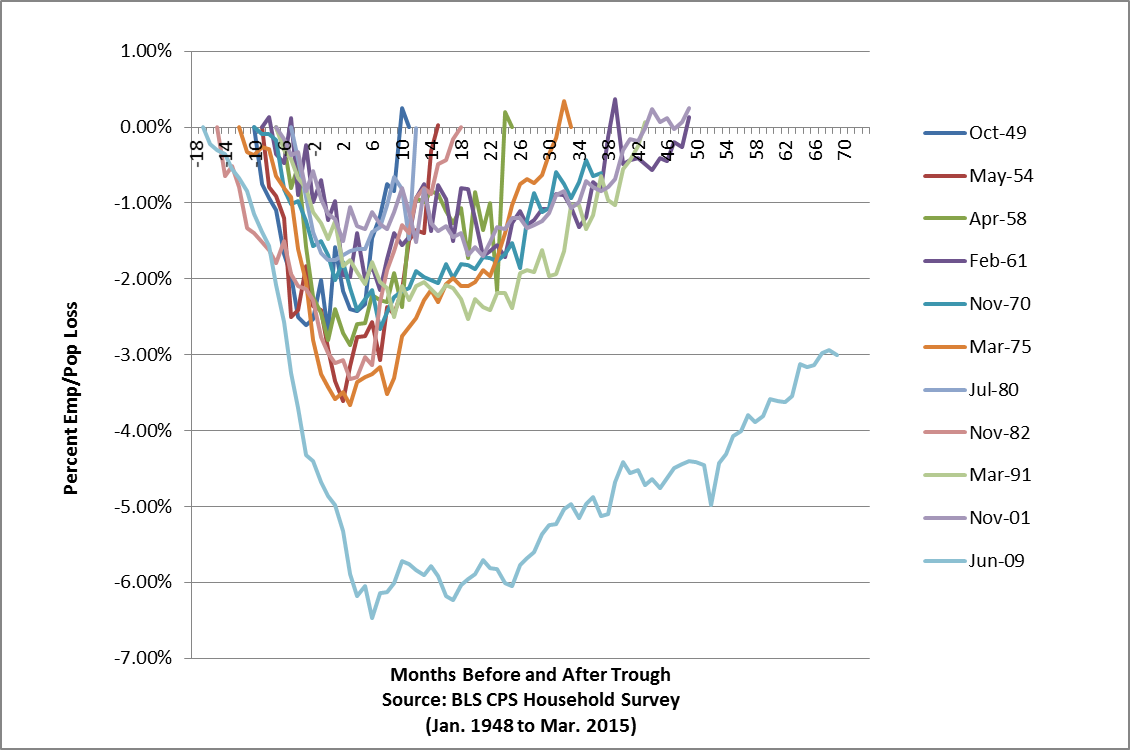 1.00%
0.00%
-1.00%
-2.00%
-3.00%
-4.00%
-5.00%
-6.00%
-7.00%
Percent Emp/Pop Loss
-18 -14 -10 -6 -2 2 6 10 14 18 22 26 30 34 38 42 46 50 54 58 62 66 70
Months Before and After Trough
Source: BLS CPS Household Survey
(Jan. 1948 to Mar. 2015)
Oct-49
May-54
Apr-58
Feb-61
Nov-70
Mar-75
Jul-80
Nov-82
Mar-91
Nov-01
Jun-09